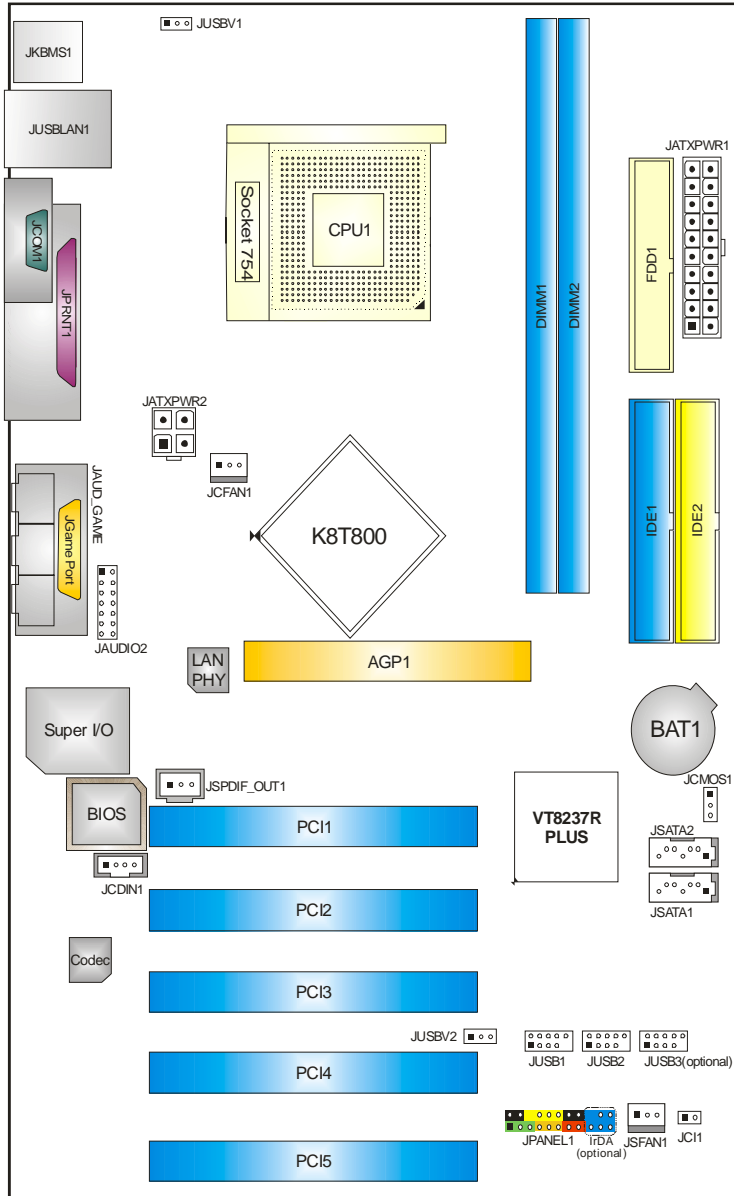 JUSBV1
JKBMS1
JUSBLAN1
JATXPWR1
Socket 754
CPU1
JCOM1
JPRNT1
DIMM1
DIMM2
FDD1
JATXPWR2
JCFAN1
JAUD_GAME
JGame Port
K8T800
IDE1
IDE2
JAUDIO2
LAN
PHY
AGP1
Super I/O
BAT1
JSPDIF_OUT1
JCMOS1
BIOS
PCI1
VT8237R
PLUS
JSATA2
JCDIN1
JSATA1
PCI2
Codec
PCI3
JUSBV2
JUSB1
JUSB2
JUSB3(optional)
PCI4
JPANEL1
IrDA
(optional)
JSFAN1
JCI1
PCI5